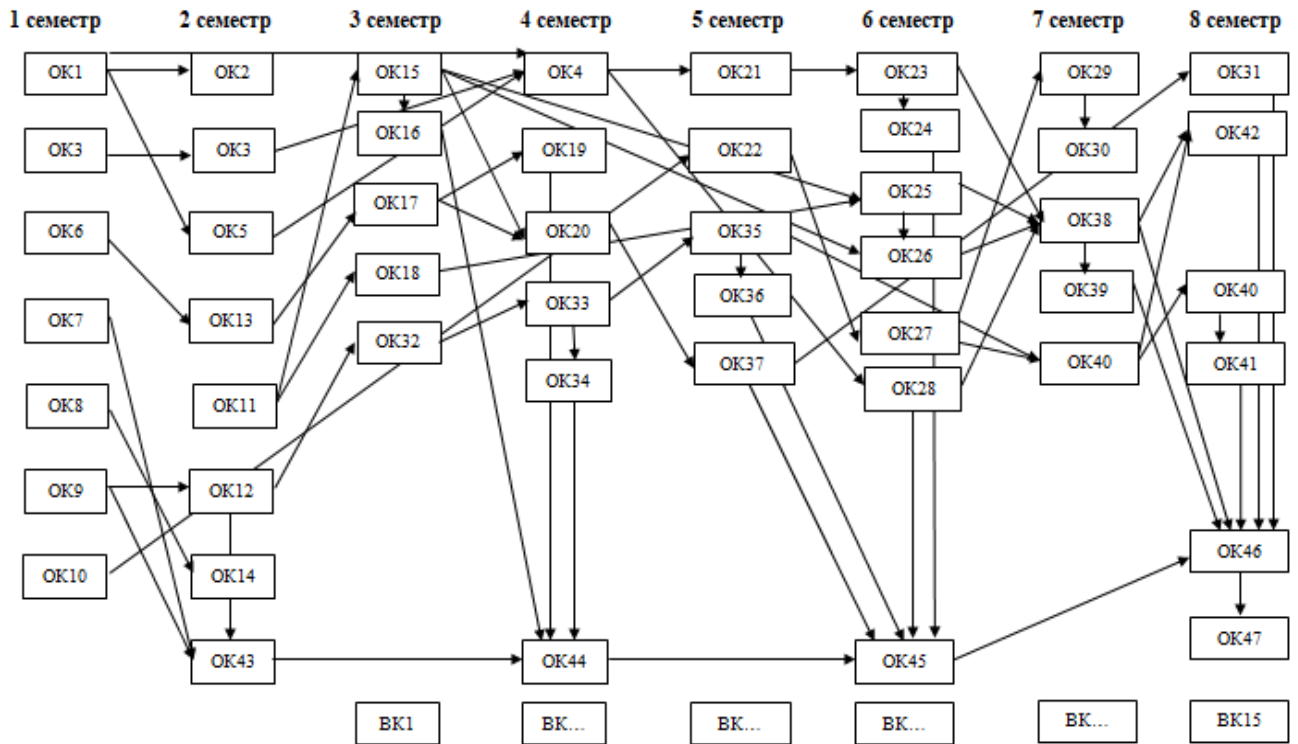 1 семестр 2 семестр 3 семестр 4 семестр 5 семестр 6 семестр 7 семестр 8 семестр
ОК1 ОК2 ОК15 ОК4 ОК21 ОК23 ОК29 ОК31
ОК16 ОК24 ОК42
ОК3 ОК3 ОК19 ОК22 ОК30
ОК25
ОК17 ОК38
ОК6 ОК5 ОК20 ОК35
ОК26
ОК18 ОК39 ОК40
ОК33 ОК36
ОК7 ОК13 ОК27
ОК32
ОК37 ОК40 ОК41
ОК34 ОК28
ОК8 ОК11
ОК9 ОК12
ОК46
ОК10 ОК14
ОК47
ОК43 ОК44 ОК45
ВК1 ВК... ВК... ВК... ВК... ВК15